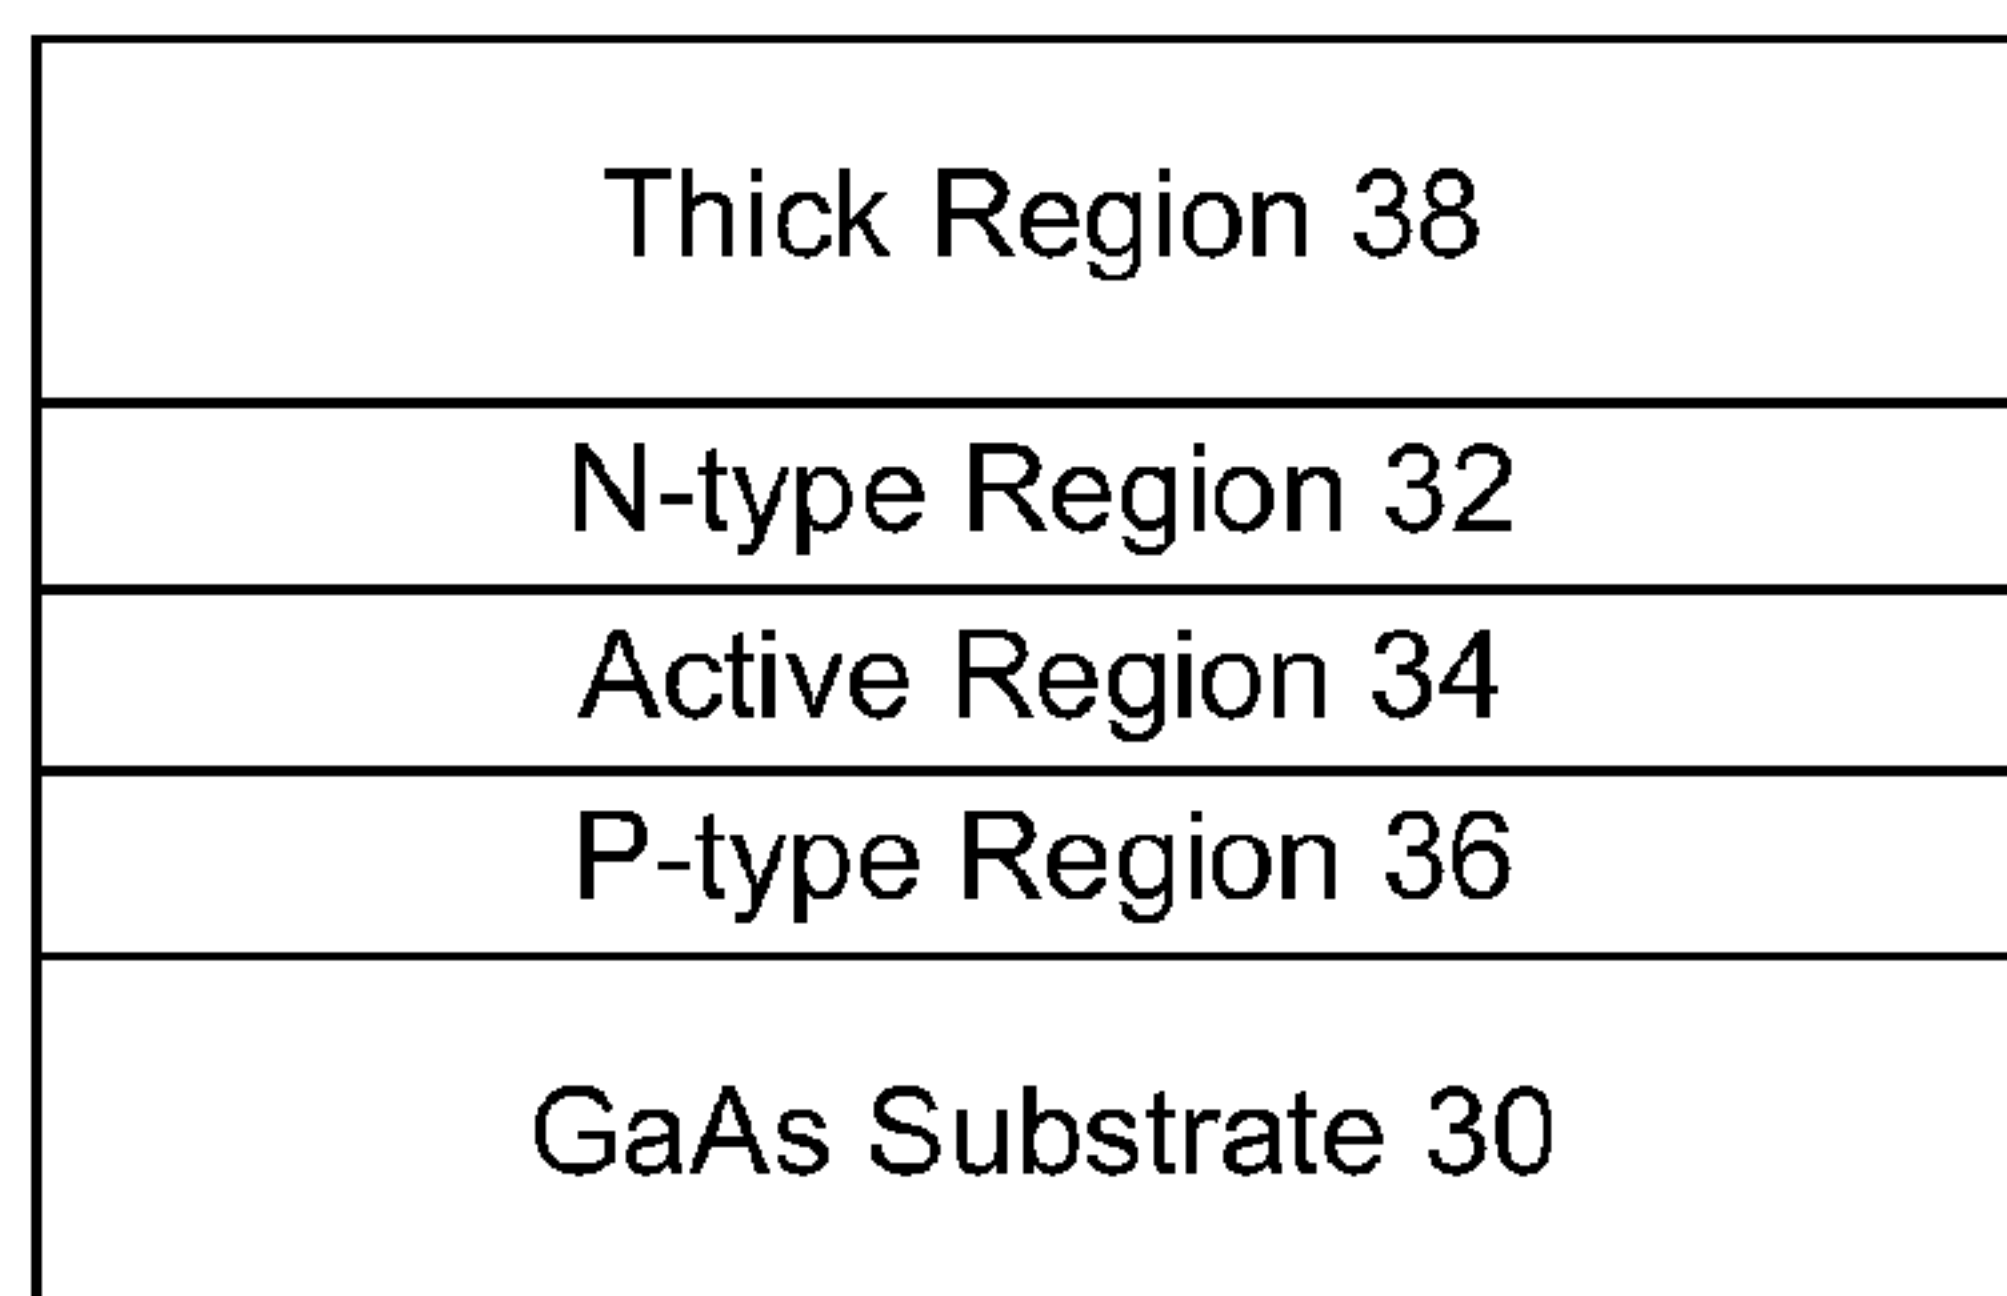 Thick Region 38
N-type Region 32
Active Region 34
P-type Region 36
GaAs Substrate 30